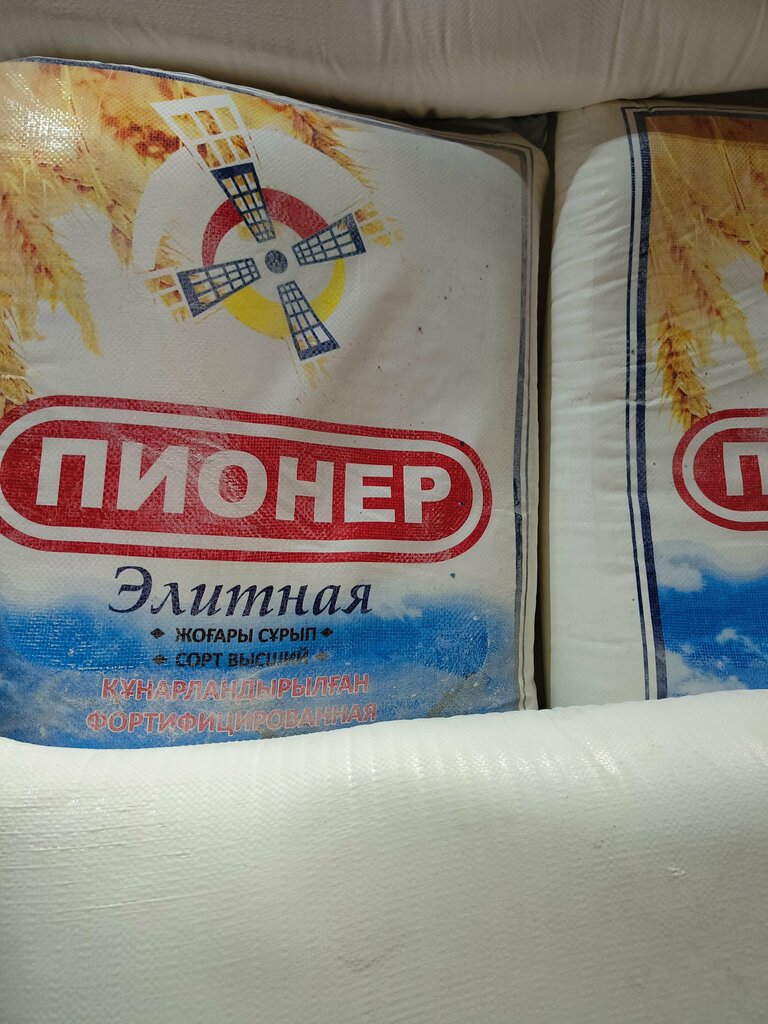 ПИОНЕР
Элитная
ЖОҒАРЫ СҰРЫП
СОРТ ВЫСШИЙ
ҚҰНАРЛАНДЫРЫЛҒАН
ФОРТИФИЦИРОВАННАЯ
П